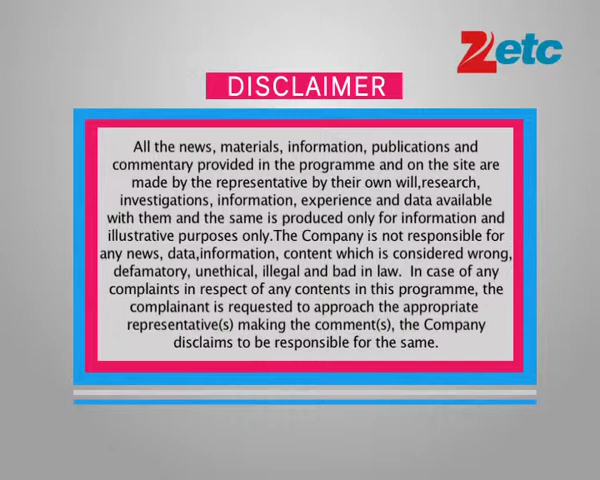 Zetc
DISCLAIMER
All the news, materials, information, publications and
commentary provided in the programme and on the site are
made by the representative by their own will,research,
investigations, information, experience and data available
with them and the same is produced only for information and
illustrative purposes only.The Company is not responsible for
any news, data,information, content which is considered wrong,
defamatory, unethical, illegal and bad in law.  In case of any
complaints in respect of any contents in this programme, the
complainant is requested to approach the appropriate
representative(s) making the comment(s), the Company
disclaims to be responsible for the same.